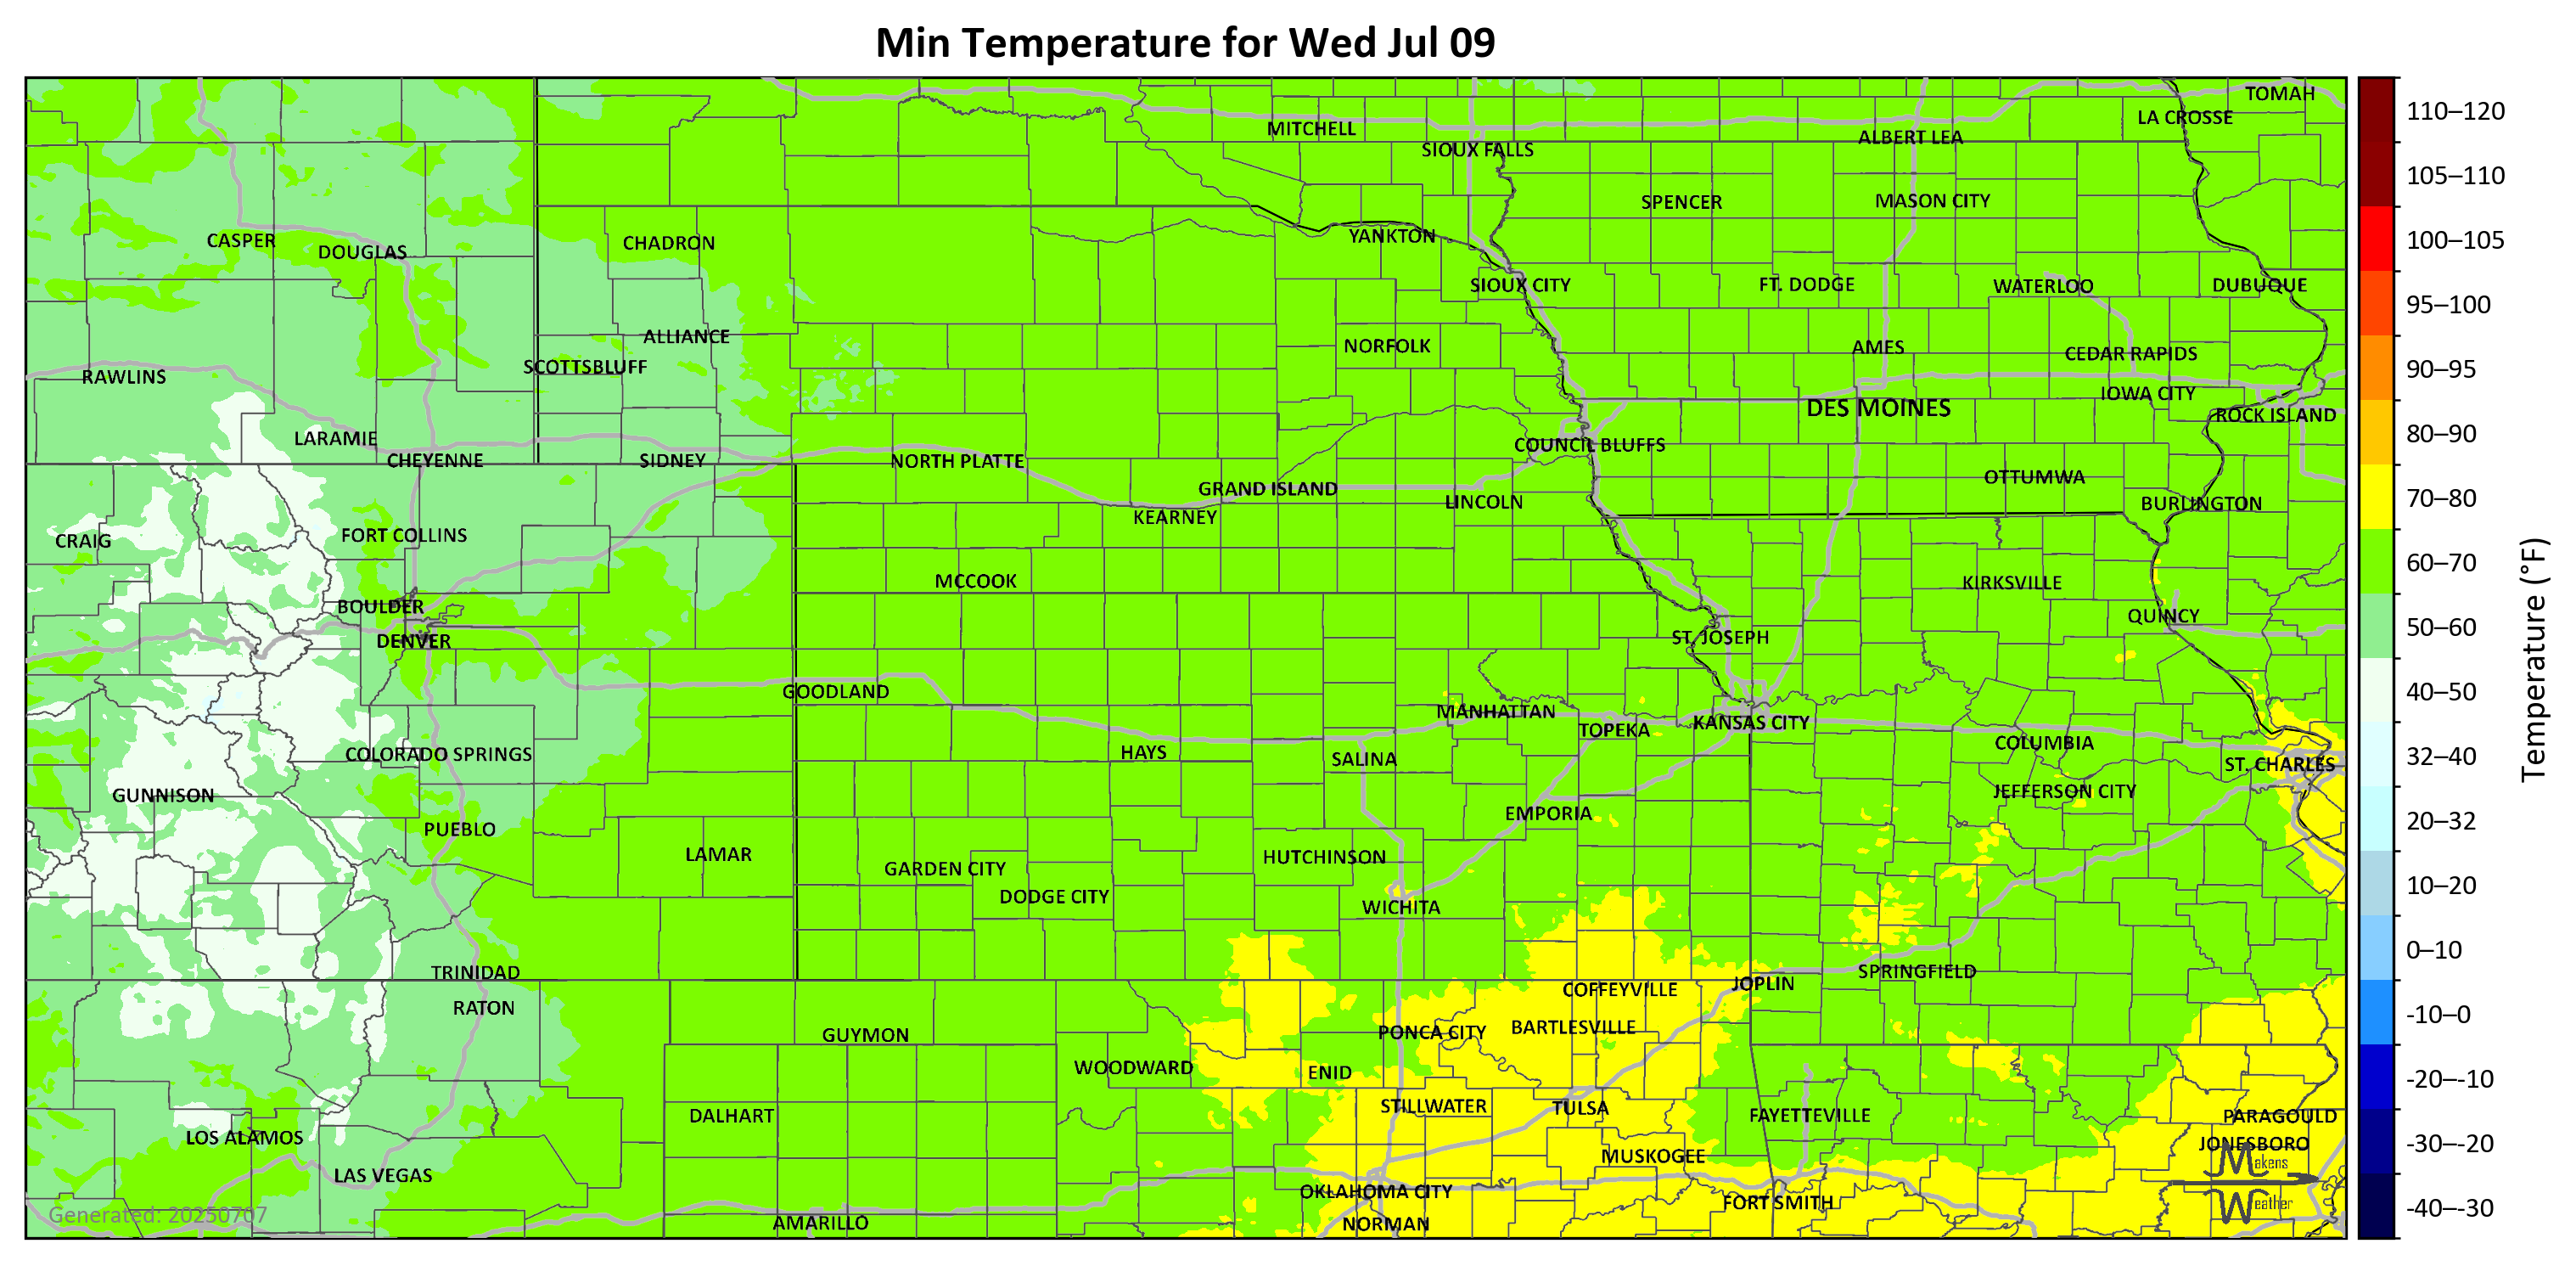 Min Temperature for Wed Jul 09
TOMAH
LA CROSSE
MITCHELL
ALBERT LEA
SIOUX FALLS
SPENCER
MASON CITY
CASPER
DOUGLAS
CHADRON
YANKTON
SIOUX CITY
FT. DODGE
WATERLOO
DUBUQUE
ALLIANCE
NORFOLK
AMES
CEDAR RAPIDS
SCOTTSBLUFF
RAWLINS
IOWA CITY
DES MOINES
ROCK ISLAND
LARAMIE
COUNCIL BLUFFS
CHEYENNE
SIDNEY
NORTH PLATTE
OTTUMWA
GRAND ISLAND
LINCOLN
BURLINGTON
KEARNEY
CRAIG
FORT COLLINS
MCCOOK
KIRKSVILLE
BOULDER
QUINCY
DENVER
ST. JOSEPH
GOODLAND
MANHATTAN
TOPEKA
KANSAS CITY
COLUMBIA
COLORADO SPRINGS
HAYS
SALINA
ST. CHARLES
GUNNISON
JEFFERSON CITY
EMPORIA
PUEBLO
LAMAR
HUTCHINSON
GARDEN CITY
DODGE CITY
WICHITA
TRINIDAD
SPRINGFIELD
JOPLIN
COFFEYVILLE
RATON
GUYMON
PONCA CITY
BARTLESVILLE
WOODWARD
ENID
STILLWATER
TULSA
DALHART
FAYETTEVILLE
PARAGOULD
LOS ALAMOS
JONESBORO
MUSKOGEE
LAS VEGAS
OKLAHOMA CITY
FORT SMITH
AMARILLO
NORMAN
Makens
Weather
Generated: 20250707
110–120
105–110
100–105
95–100
90–95
80–90
70–80
60–70
50–60
40–50
32–40
20–32
10–20
0–10
-10–0
-20–-10
-30–-20
-40–-30
Temperature (°F)